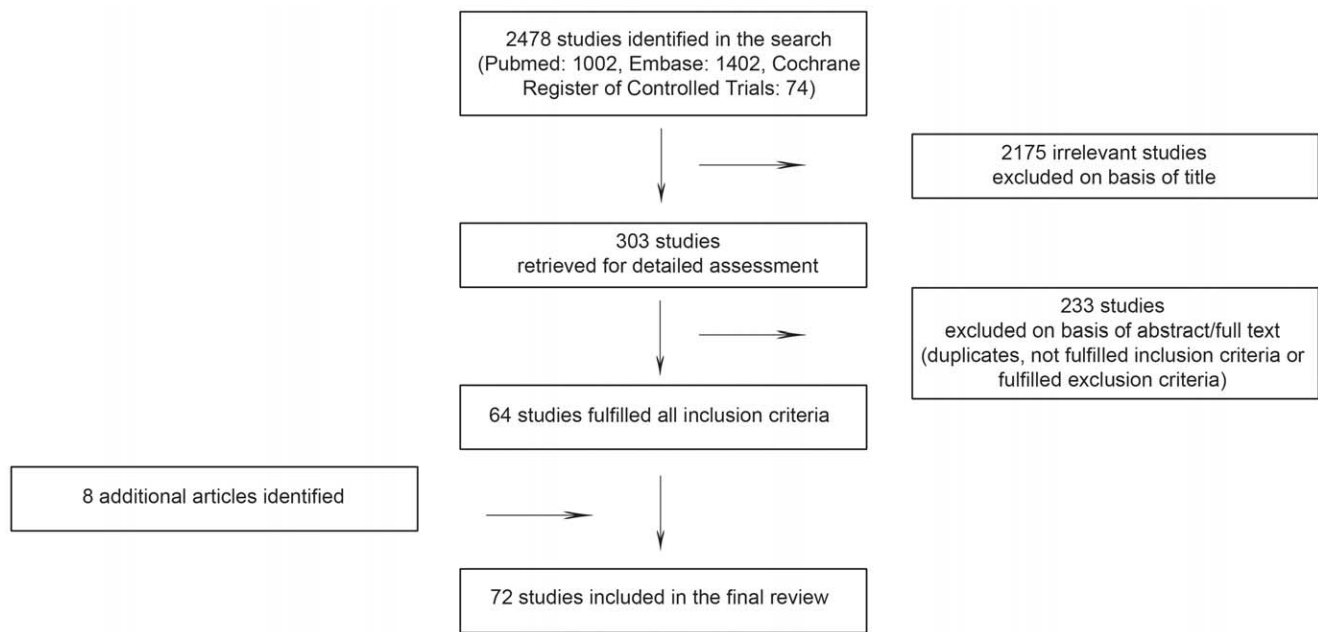 2478 studies identified in the search
(Pubmed: 1002, Embase: 1402, Cochrane
Register of Controlled Trials: 74)
2175 irrelevant studies
excluded on basis of title
303 studies
retrieved for detailed assessment
233 studies
excluded on basis of abstract/full text
(duplicates, not fulfilled inclusion criteria or
fulfilled exclusion criteria)
64 studies fulfilled all inclusion criteria
8 additional articles identified
72 studies included in the final review